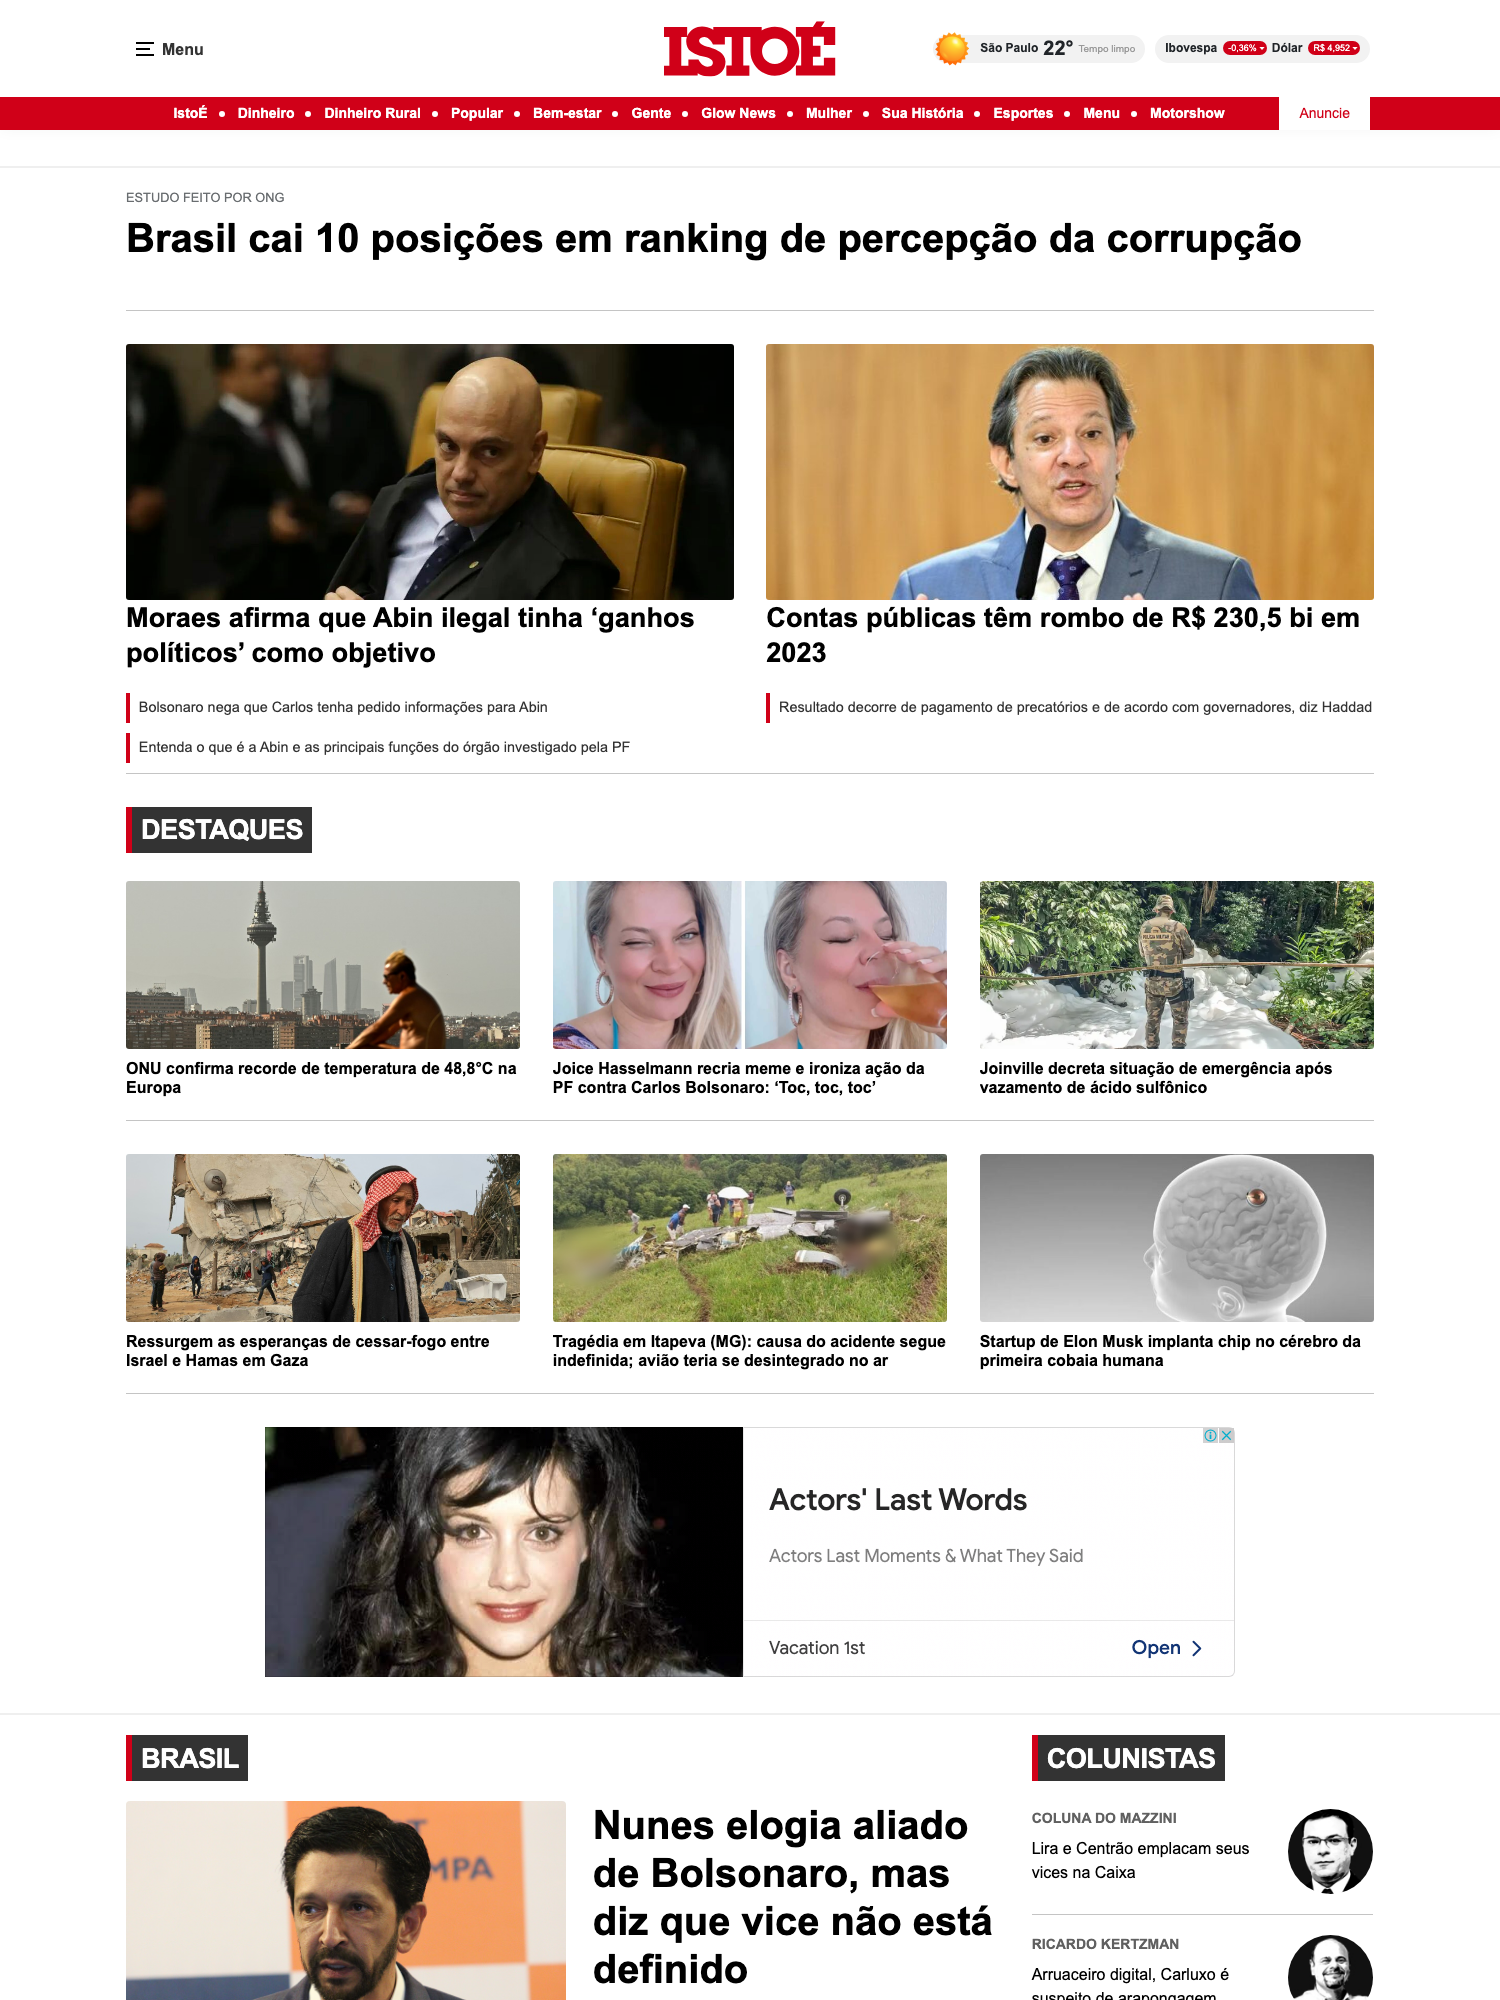 Menu
ISTOÉ
São Paulo 22° Tempo limpo
Ibovespa -0,36% Dólar R$ 4,952
IstoÉ • Dinheiro • Dinheiro Rural • Popular • Bem-estar • Gente • Glow News • Mulher • Sua História • Esportes • Menu • Motorshow
Anuncie
ESTUDO FEITO POR ONG
Brasil cai 10 posições em ranking de percepção da corrupção
Moraes afirma que Abin ilegal tinha ‘ganhos
políticos’ como objetivo
Bolsonaro nega que Carlos tenha pedido informações para Abin
Entenda o que é a Abin e as principais funções do órgão investigado pela PF
Contas públicas têm rombo de R$ 230,5 bi em
2023
Resultado decorre de pagamento de precatórios e de acordo com governadores, diz Haddad
DESTAQUES
ONU confirma recorde de temperatura de 48,8°C na
Europa
Joice Hasselmann recria meme e ironiza ação da
PF contra Carlos Bolsonaro: ‘Toc, toc, toc’
POLÍCIA MILITAR
Joinville decreta situação de emergência após
vazamento de ácido sulfônico
Ressurgem as esperanças de cessar-fogo entre
Israel e Hamas em Gaza
Tragédia em Itapeva (MG): causa do acidente segue
indefinida; avião teria se desintegrado no ar
Startup de Elon Musk implanta chip no cérebro da
primeira cobaia humana
Actors' Last Words
Actors Last Moments & What They Said
Vacation 1st
Open
BRASIL
MPA
Nunes elogia aliado
de Bolsonaro, mas
diz que vice não está
definido
COLUNISTAS
COLUNA DO MAZZINI
Lira e Centrão emplacam seus
vices na Caixa
RICARDO KERTZMAN
Arruaceiro digital, Carluxo é
suspeito de arapongagem